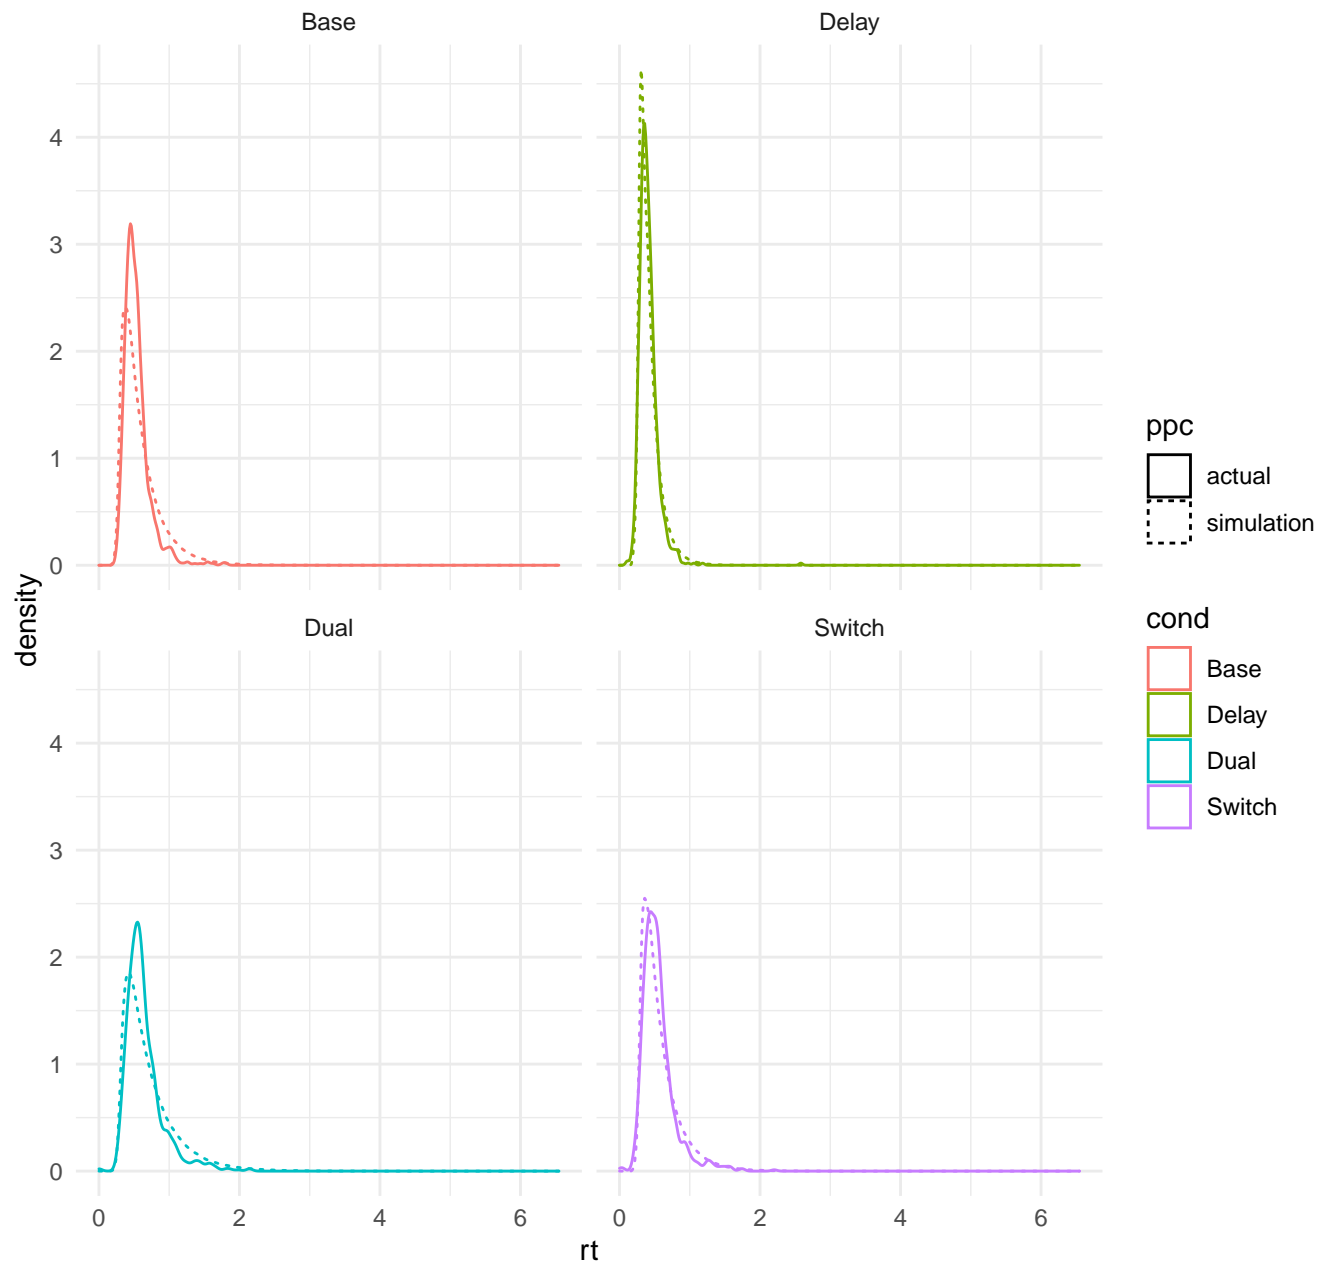 Base
Delay
4
3
2
1
0
density
Dual
Switch
4
3
2
1
0
0 2 4 6
0 2 4 6
rt
ppc
actual
simulation
cond
Base
Delay
Dual
Switch